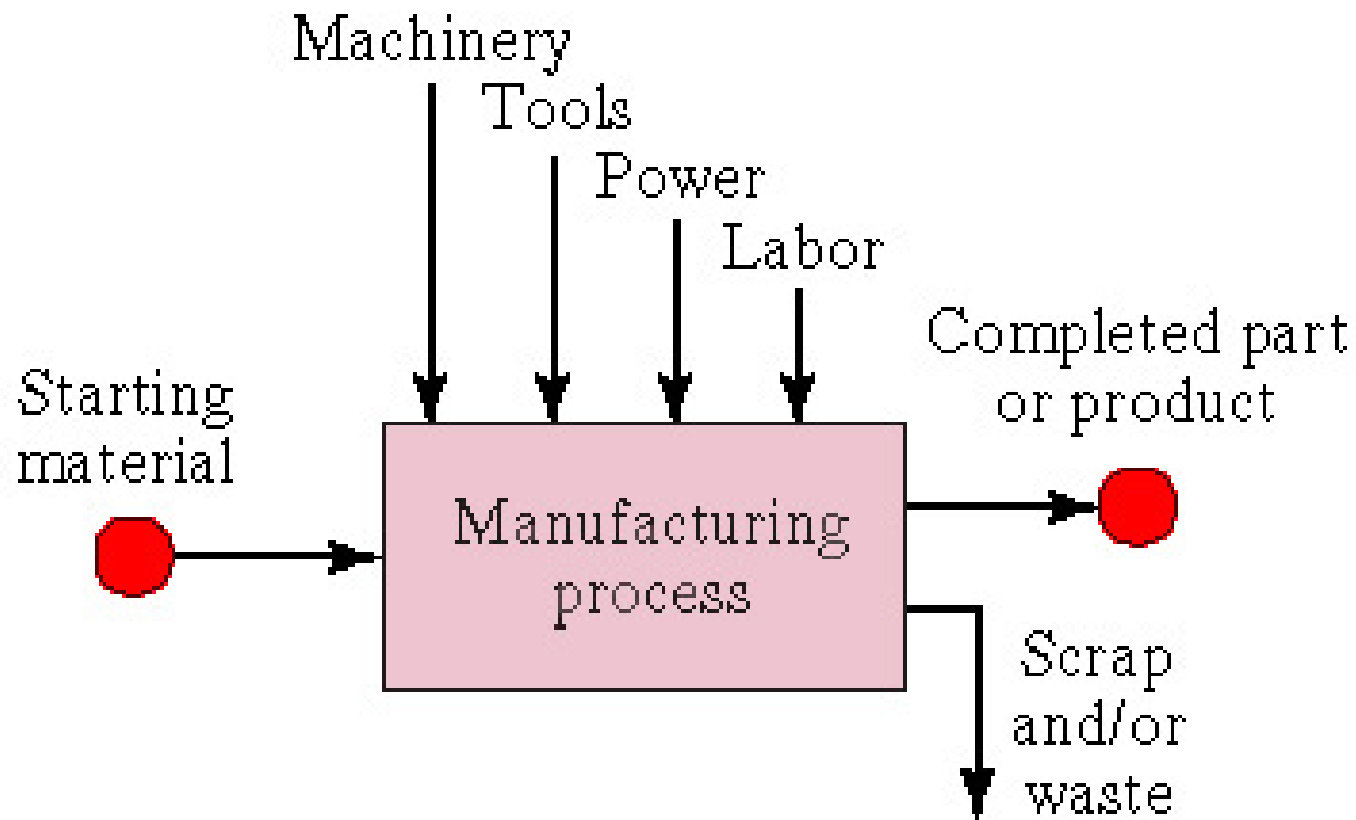 Machinery
Tools
Power
Labor
Starting
material
Manufacturing
process
Completed part
or product
Scrap
and/or
waste